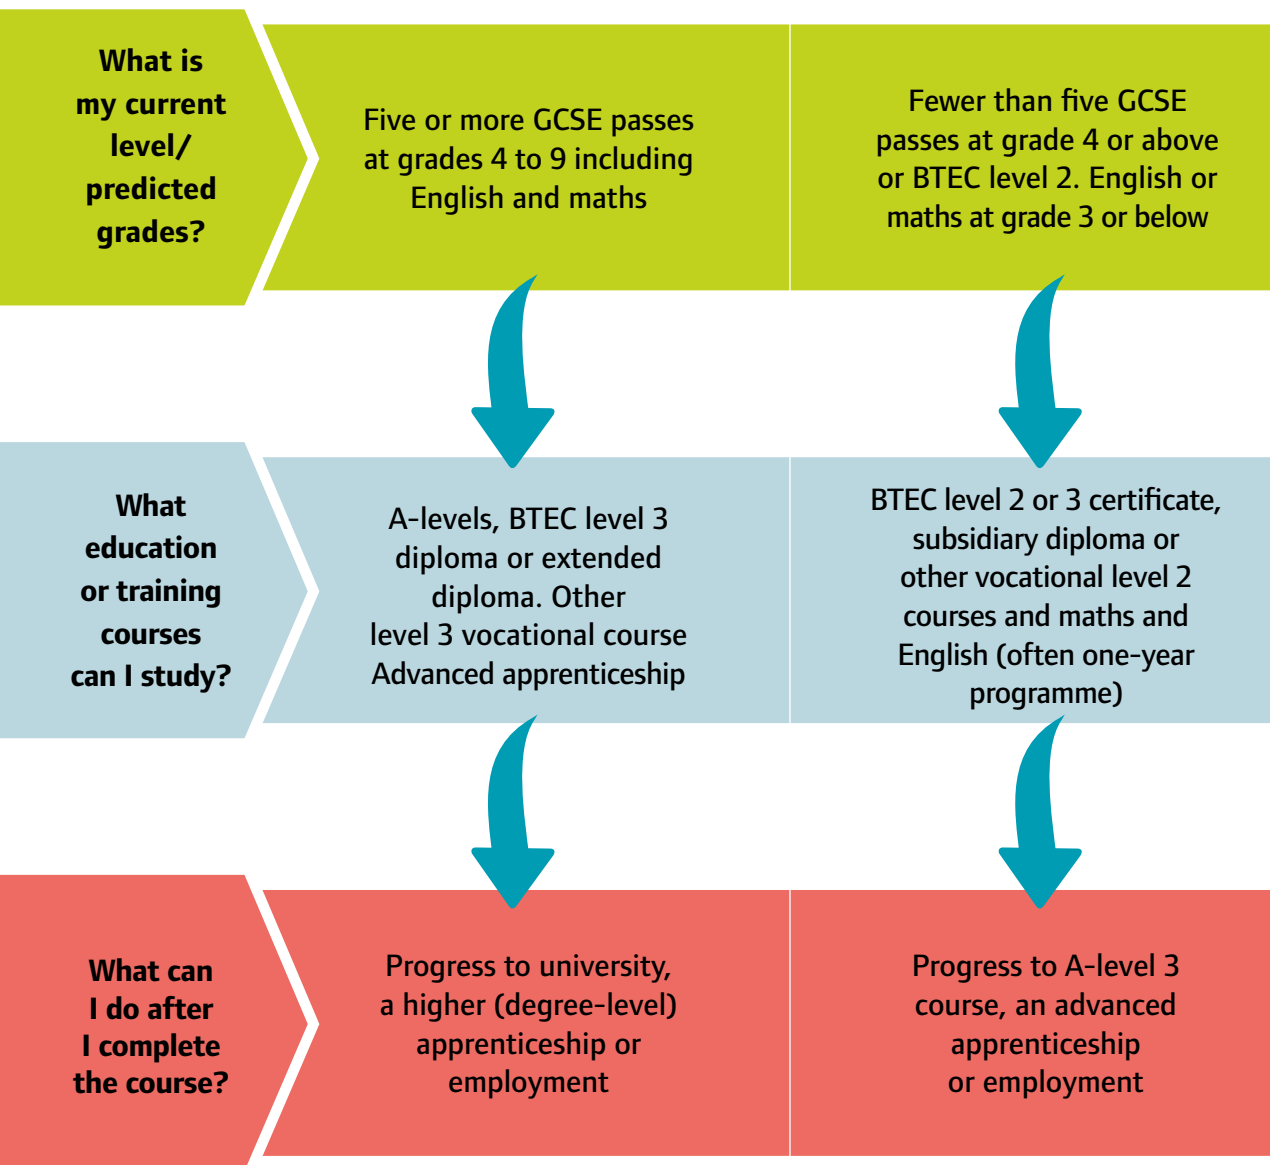 What is
my current
level/
predicted
grades?
Five or more GCSE passes
at grades 4 to 9 including
English and maths
Fewer than five GCSE
passes at grade 4 or above
or BTEC level 2. English or
maths at grade 3 or below
What
education
or training
courses
can I study?
A-levels, BTEC level 3
diploma or extended
diploma. Other
level 3 vocational course
Advanced apprenticeship
BTEC level 2 or 3 certificate,
subsidiary diploma or
other vocational level 2
courses and maths and
English (often one-year
programme)
What can
I do after
I complete
the course?
Progress to university,
a higher (degree-level)
apprenticeship or
employment
Progress to A-level 3
course, an advanced
apprenticeship
or employment